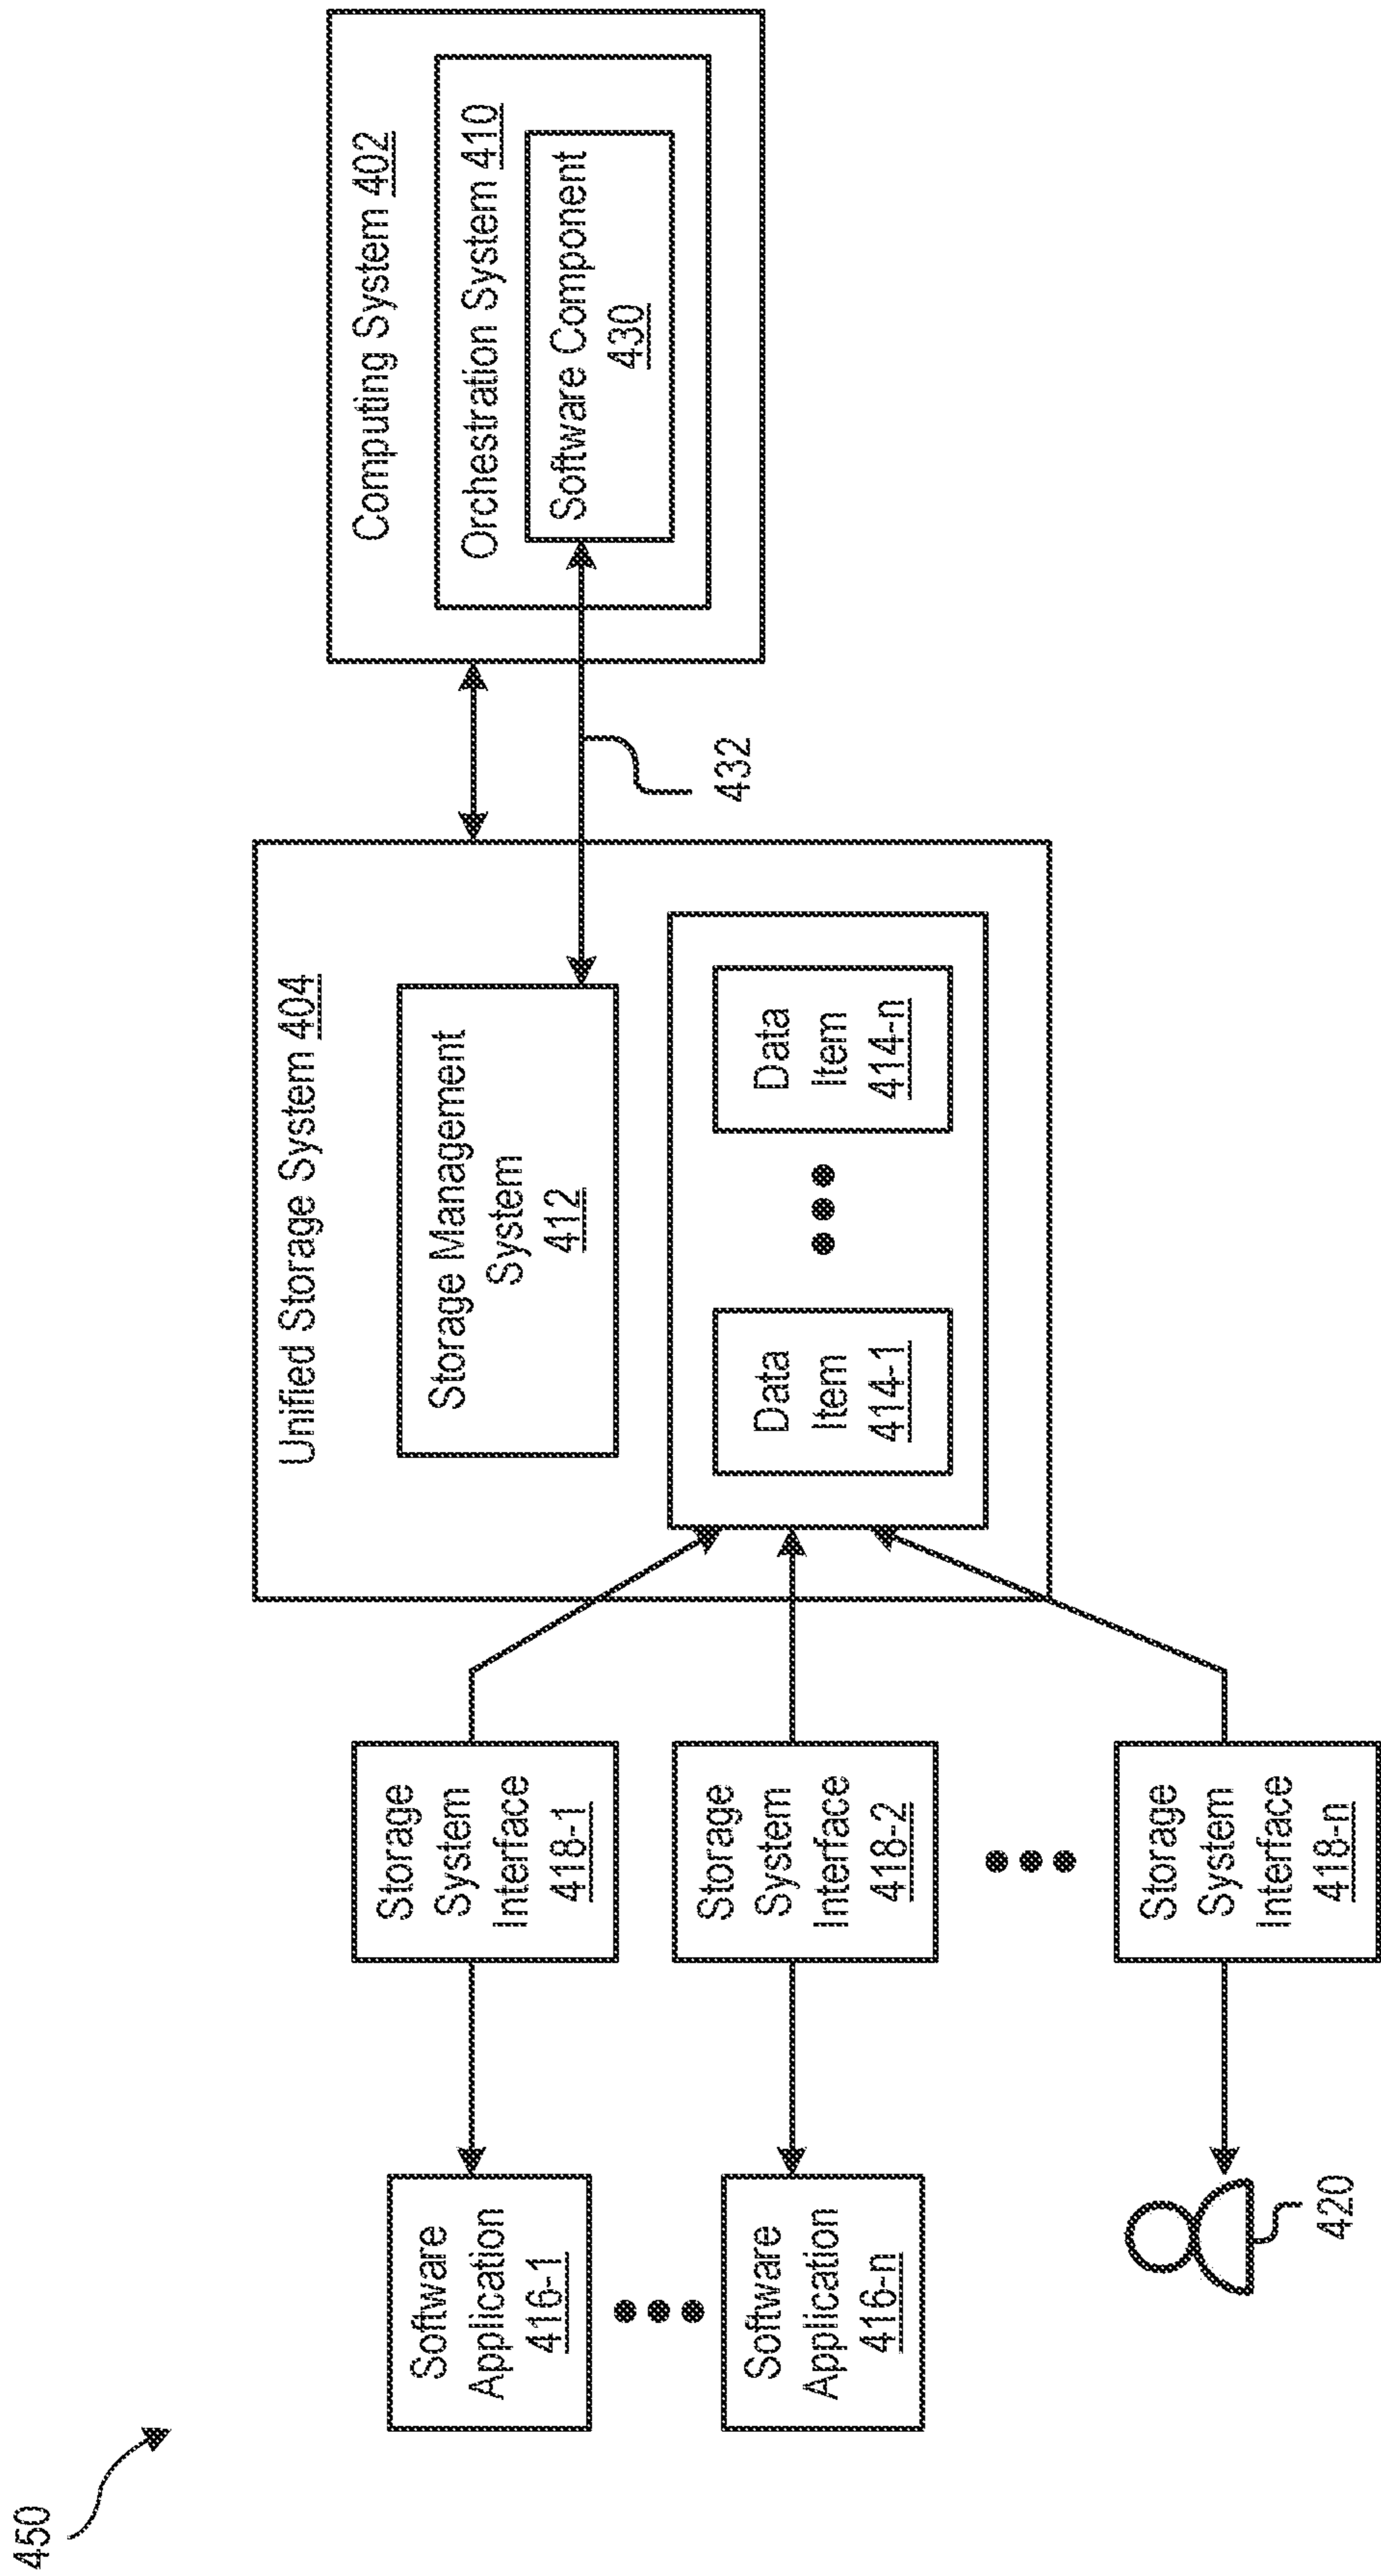 450
Software
Application
416-1
Software
Application
416-n
420
Storage
System
Interface
418-1
Storage
System
Interface
418-2
Storage
System
Interface
418-n
Unified Storage System 404
Storage Management
System
412
Data
Item
414-1
Data
Item
414-n
432
Computing System 402
Orchestration System 410
Software Component
430